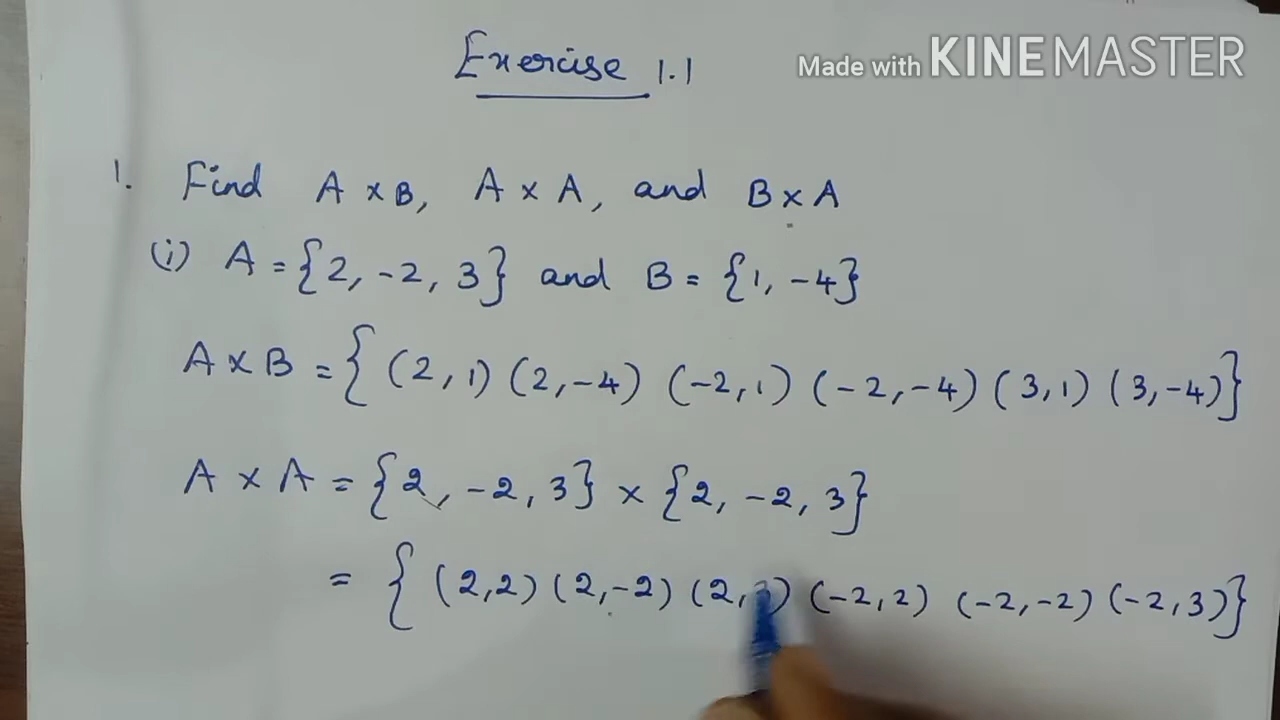 Exercise 1.1
Made with KINEMASTER
1. Find A × B, A × A, and B × A
(i) A = {2, -2, 3} and B = {1, -4}
A × B = { (2, 1) (2, -4) (-2, 1) (-2, -4) (3, 1) (3, -4)}
A × A = {2, -2, 3} × {2, -2, 3}
= { (2,2) (2,-2) (2, ) (-2, 2) (-2, -2) (-2, 3)}